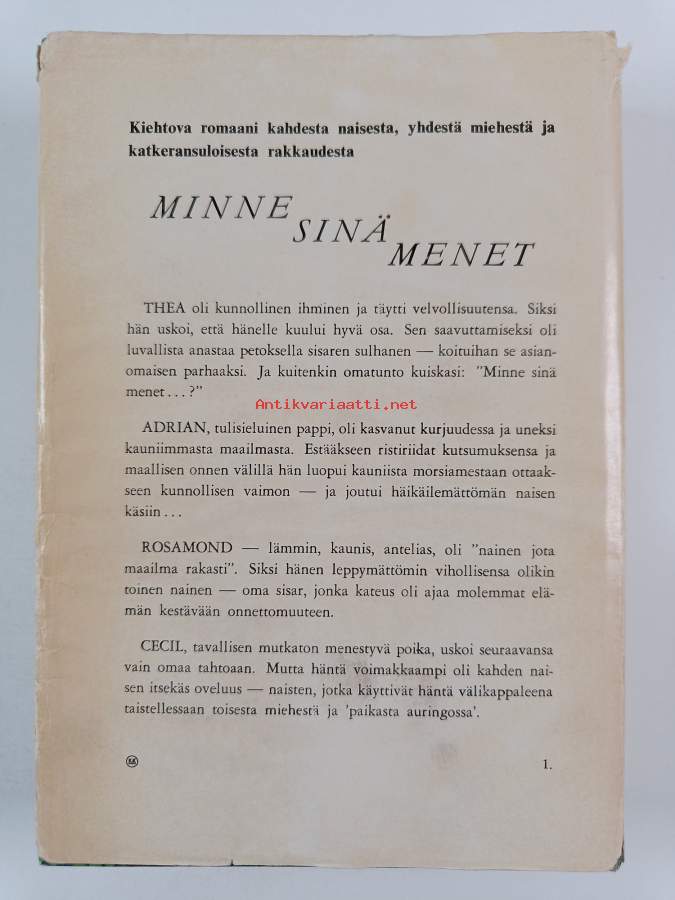 Kiehtova romaani kahdesta naisesta, yhdestä miehestä ja
katkeransuloisesta rakkaudesta
MINNE
SINÄ
MENET
THEA oli kunnollinen ihminen ja täytti velvollisuutensa. Siksi
hän uskoi, että hänelle kuului hyvä osa. Sen saavuttamiseksi oli
luvallista anastaa petoksella sisaren sulhanen — koituihan se asian-
omaisen parhaaksi. Ja kuitenkin omatunto kuiskasi: ”Minne sinä
menet...?”
Antikvariaatti.net
ADRIAN, tulisieluinen pappi, oli kasvanut kurjuudessa ja uneksi
kauniimmasta maailmasta. Estääkseen ristiriidat kutsumuksensa ja
maallisen onnen välillä hän luopui kauniista morsiamestaan ottaak-
seen kunnollisen vaimon — ja joutui häikäilemättömän naisen
käsiin...
ROSAMOND — lämmin, kaunis, antelias, oli ”nainen jota
maailma rakasti”. Siksi hänen leppymättömin vihollisensa olikin
toinen nainen — oma sisar, jonka kateus oli ajaa molemmat elä-
män kestävään onnettomuuteen.
CECIL, tavallisen mutkaton menestyvä poika, uskoi seuraavansa
vain omaa tahtoaan. Mutta häntä voimakkaampi oli kahden nai-
sen itsekäs oveluus — naisten, jotka käyttivät häntä välikappaleena
taistellessaan toisesta miehestä ja 'paikasta auringossa'.
1.